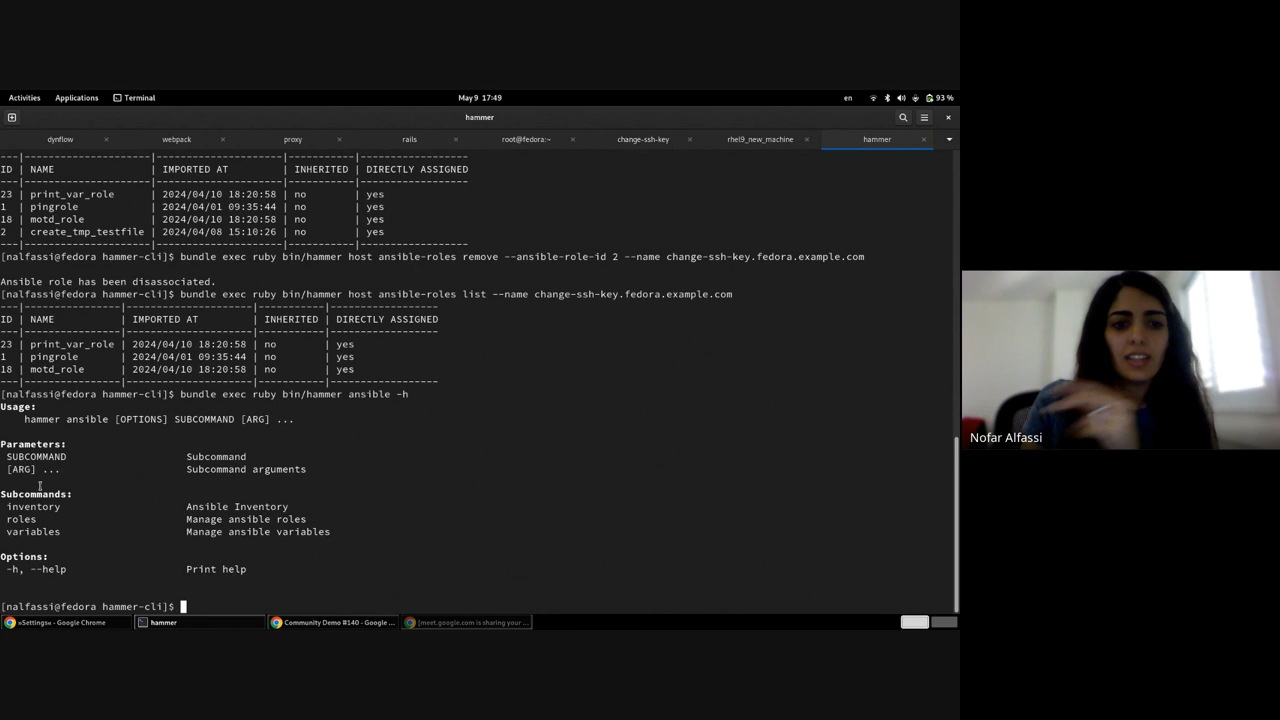 Activities Applications Terminal May 9 17:49 en 93 %
hammer
dynflow × webpack × proxy × rails × root@fedora:~ × change-ssh-key × rhel9_new_machine × hammer ×
---|---------------------|---------------------|-----------|------------------
ID | NAME | IMPORTED AT | INHERITED | DIRECTLY ASSIGNED
---|---------------------|---------------------|-----------|------------------
23 | print_var_role | 2024/04/10 18:20:58 | no | yes
1 | pingrole | 2024/04/01 09:35:44 | no | yes
18 | motd_role | 2024/04/10 18:20:58 | no | yes
2 | create_tmp_testfile | 2024/04/08 15:10:26 | no | yes
---|---------------------|---------------------|-----------|------------------
[nalfassi@fedora hammer-cli]$ bundle exec ruby bin/hammer host ansible-roles remove --ansible-role-id 2 --name change-ssh-key.fedora.example.com
Ansible role has been disassociated.
[nalfassi@fedora hammer-cli]$ bundle exec ruby bin/hammer host ansible-roles list --name change-ssh-key.fedora.example.com
---|----------------|---------------------|-----------|------------------
ID | NAME | IMPORTED AT | INHERITED | DIRECTLY ASSIGNED
---|----------------|---------------------|-----------|------------------
23 | print_var_role | 2024/04/10 18:20:58 | no | yes
1 | pingrole | 2024/04/01 09:35:44 | no | yes
18 | motd_role | 2024/04/10 18:20:58 | no | yes
---|----------------|---------------------|-----------|------------------
[nalfassi@fedora hammer-cli]$ bundle exec ruby bin/hammer ansible -h
Usage:
hammer ansible [OPTIONS] SUBCOMMAND [ARG] ...
Parameters:
SUBCOMMAND Subcommand
[ARG] ... Subcommand arguments
Subcommands:
inventory Ansible Inventory
roles Manage ansible roles
variables Manage ansible variables
Options:
-h, --help Print help
[nalfassi@fedora hammer-cli]$
»Settings« - Google Chrome hammer Community Demo #140 - Google ... [meet.google.com is sharing your ...
Nofar Alfassi